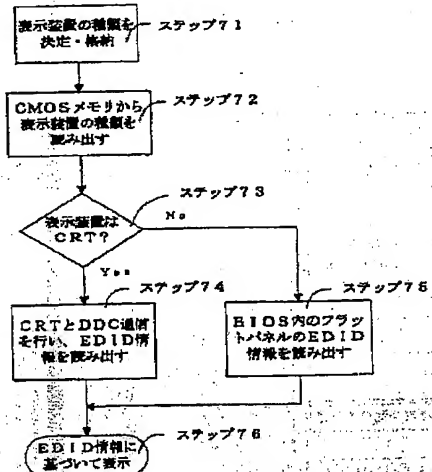 表示装置の種類を
決定・格納
ステップ71
CMOSメモリから
表示装置の種類を
読み出す
ステップ72
表示装置は
CRT?
ステップ73
No
Yes
ステップ74
CRTとDDC通信
を行い、EDID情
報を読み出す
ステップ75
BIOS内のフラッ
トパネルのEDID
情報を読み出す
EDID情報に
基づいて表示
ステップ76